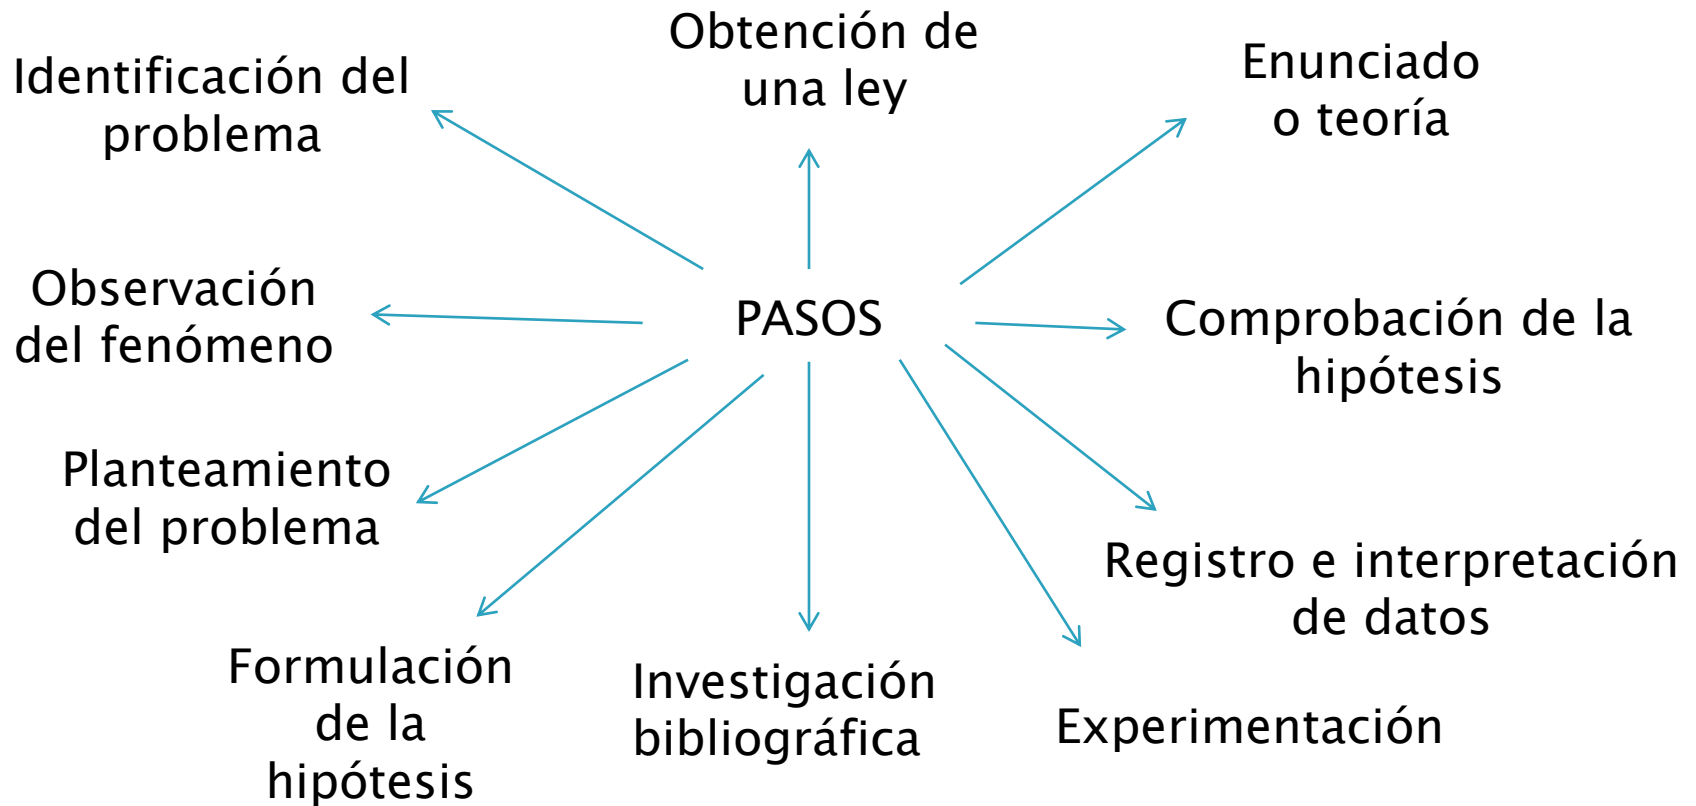 Obtención de
una ley
Identificación del
problema
Enunciado
o teoría
Observación
del fenómeno
PASOS
Comprobación de la
hipótesis
Planteamiento
del problema
Registro e interpretación
de datos
Formulación
de la
hipótesis
Investigación
bibliográfica
Experimentación